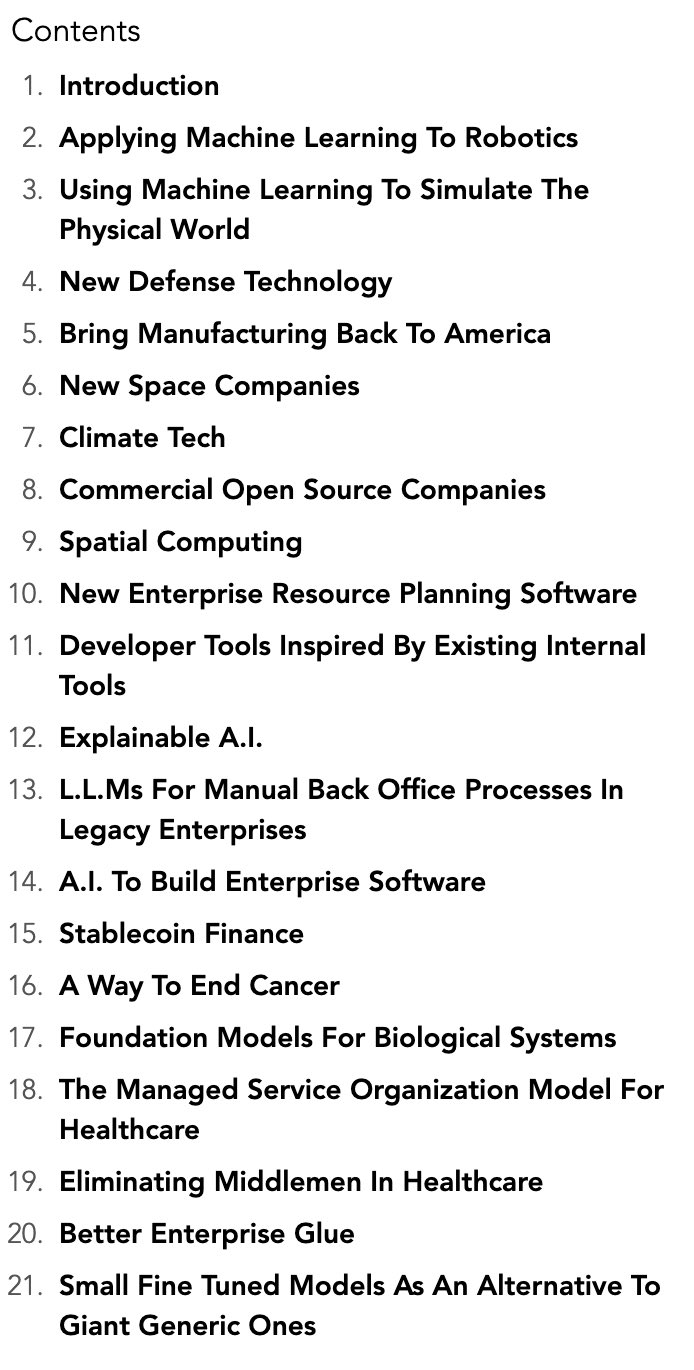 Contents
1. Introduction
2. Applying Machine Learning To Robotics
3. Using Machine Learning To Simulate The
Physical World
4. New Defense Technology
5. Bring Manufacturing Back To America
6. New Space Companies
7. Climate Tech
8. Commercial Open Source Companies
9. Spatial Computing
10. New Enterprise Resource Planning Software
11. Developer Tools Inspired By Existing Internal
Tools
12. Explainable A.I.
13. L.L.Ms For Manual Back Office Processes In
Legacy Enterprises
14. A.I. To Build Enterprise Software
15. Stablecoin Finance
16. A Way To End Cancer
17. Foundation Models For Biological Systems
18. The Managed Service Organization Model For
Healthcare
19. Eliminating Middlemen In Healthcare
20. Better Enterprise Glue
21. Small Fine Tuned Models As An Alternative To
Giant Generic Ones